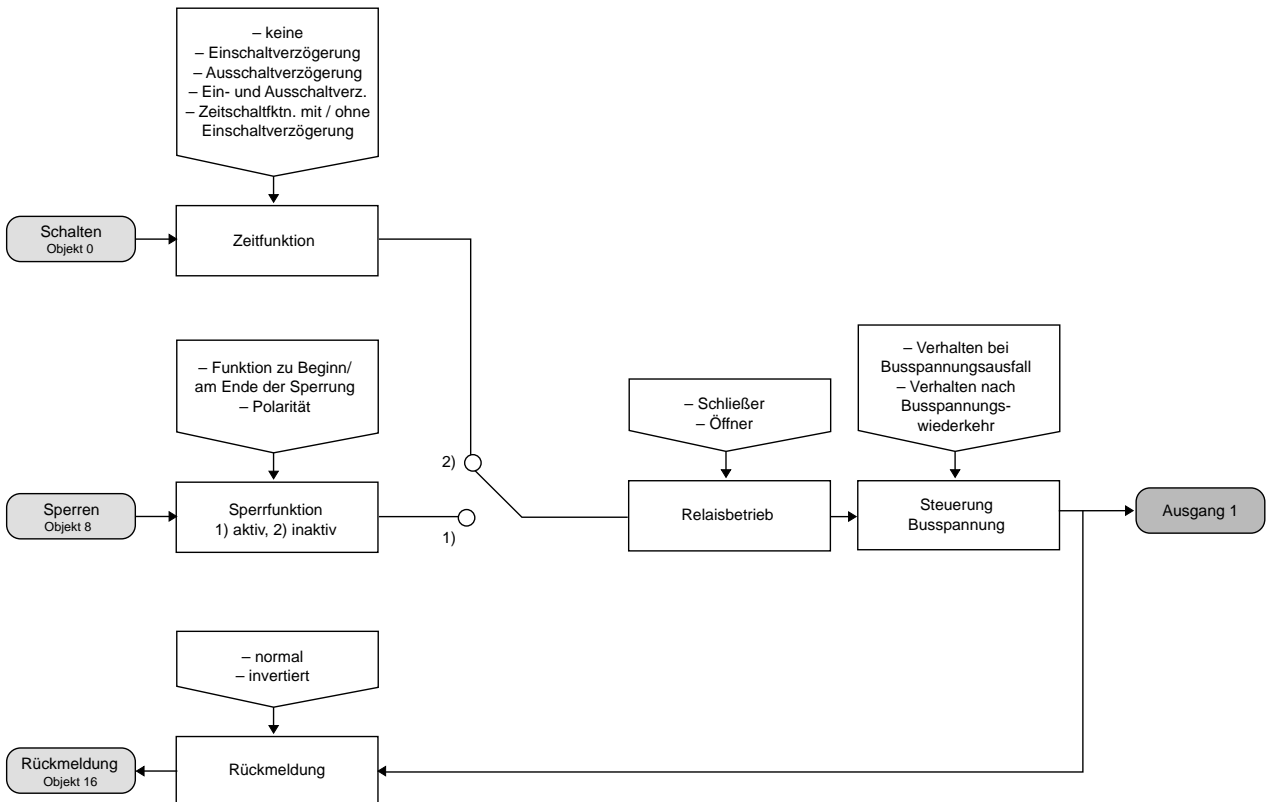 – keine
– Einschaltverzögerung
– Ausschaltverzögerung
– Ein- und Ausschaltverz.
– Zeitschaltfktn. mit / ohne
Einschaltverzögerung
Schalten
Objekt 0
Zeitfunktion
– Funktion zu Beginn/
am Ende der Sperrung
– Polarität
– Schließer
– Öffner
– Verhalten bei
Busspannungsausfall
– Verhalten nach
Busspannungs-
wiederkehr
2)
Sperren
Objekt 8
Sperrfunktion
1) aktiv, 2) inaktiv
1)
Relaisbetrieb
Steuerung
Busspannung
Ausgang 1
– normal
– invertiert
Rückmeldung
Objekt 16
Rückmeldung